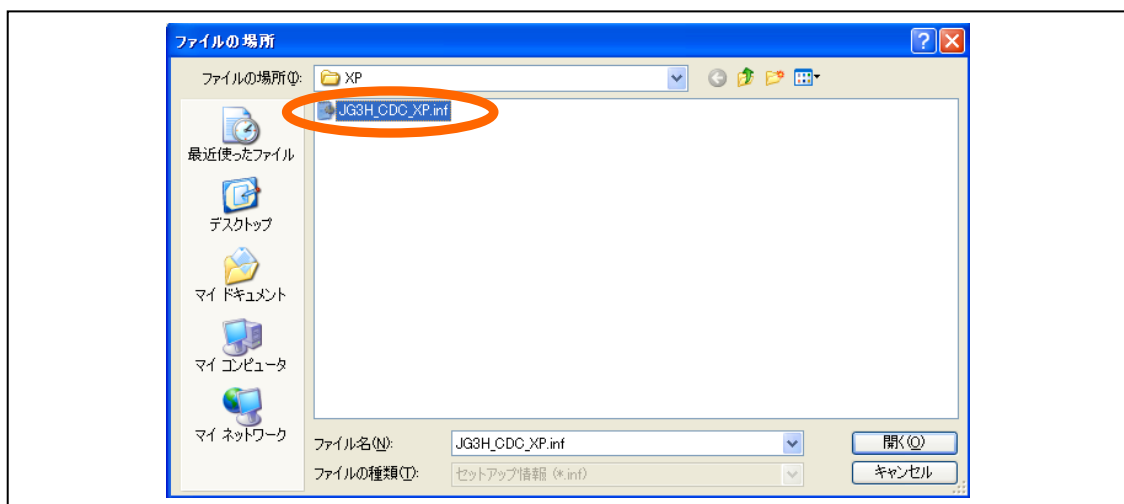 ファイルの場所
ファイルの場所(I):
XP
JG3H_CDC_XP.inf
最近使ったファイル
デスクトップ
マイ ドキュメント
マイ コンピュータ
マイ ネットワーク
ファイル名(N):
JG3H_CDC_XP.inf
開く(O)
ファイルの種類(T):
セットアップ情報 (*.inf)
キャンセル